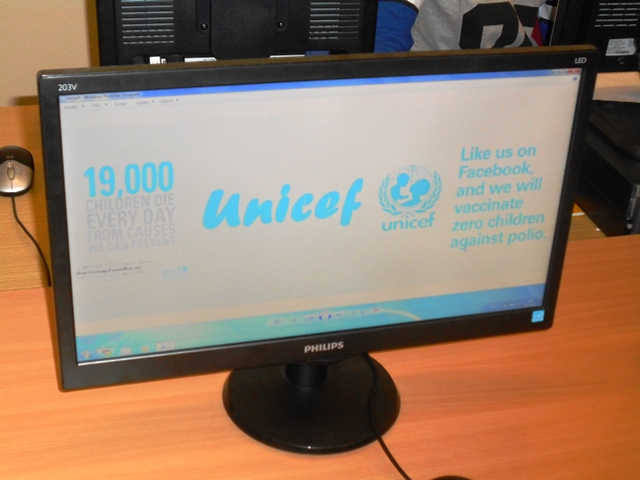 203V
LED
19,000
CHILDREN DIE
EVERY DAY
FROM CAUSES
WE CAN PREVENT
Unicef
unicef
Like us on
Facebook,
and we will
vaccinate
zero children
against polio.
PHILIPS